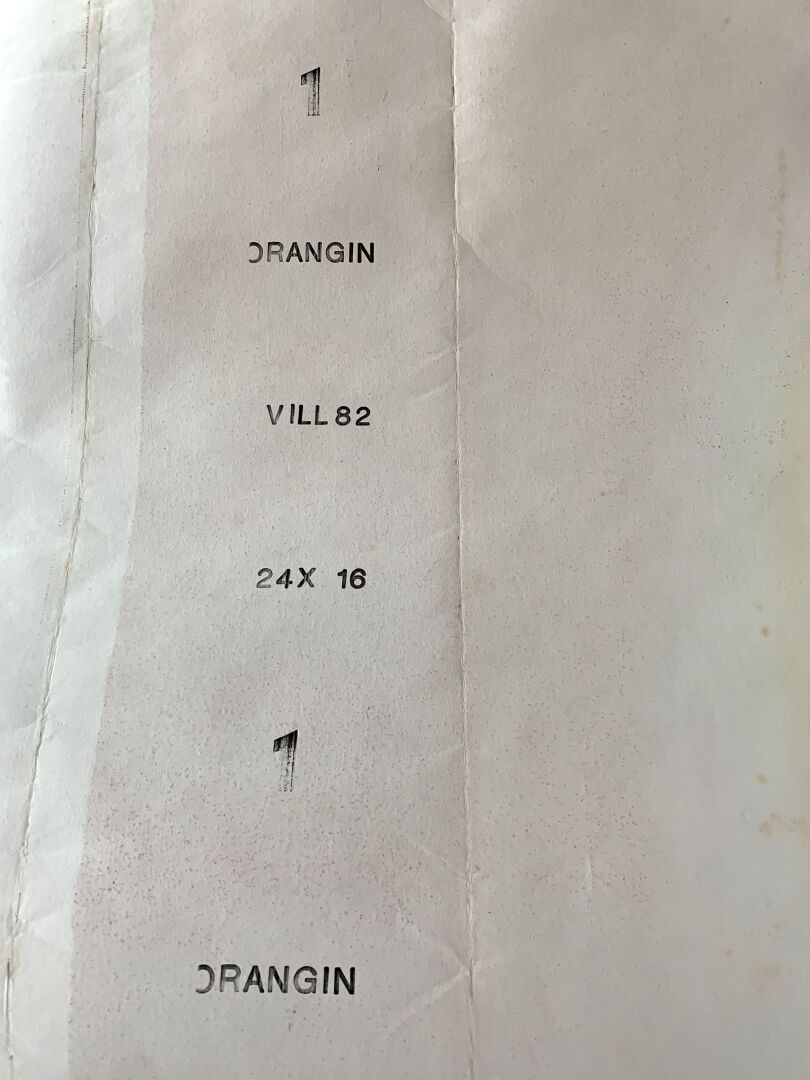 1
ORANGIN
VILL 82
24X 16
1
ORANGIN